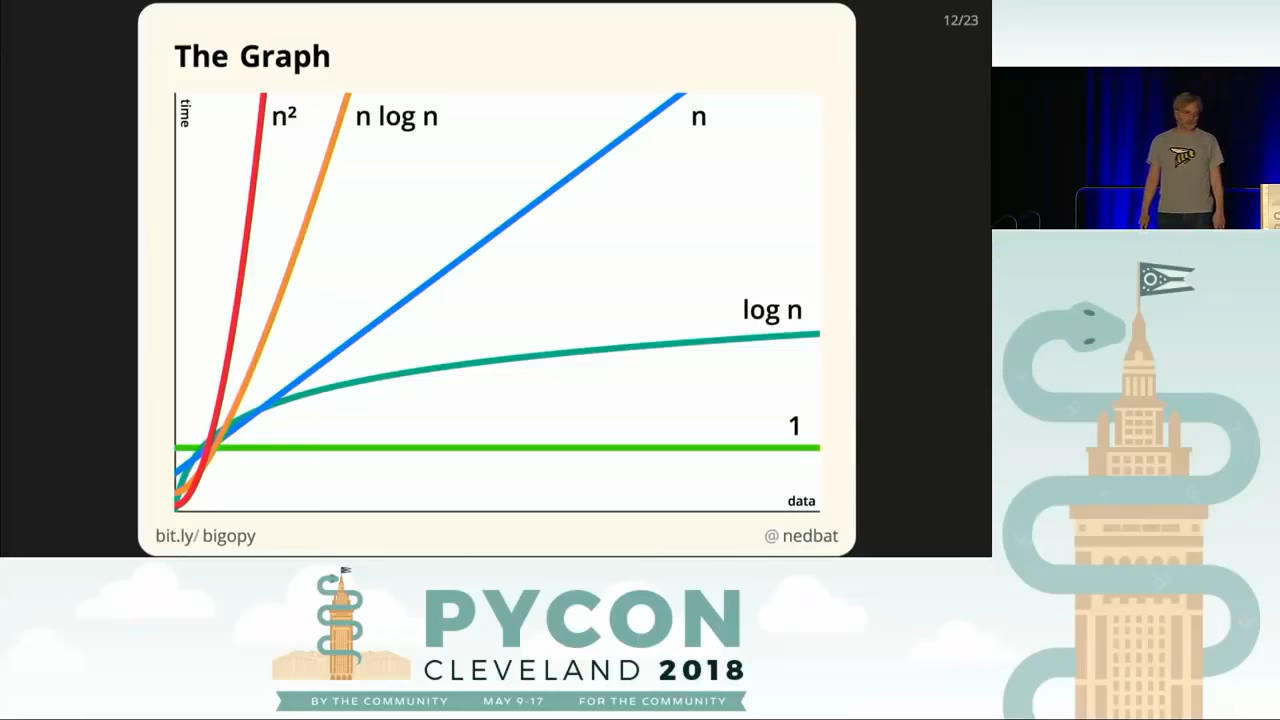 12/23
The Graph
time
n²
n log n
n
log n
1
data
bit.ly/ bigopy
@ nedbat
PYCON
CLEVELAND 2018
BY THE COMMUNITY MAY 9-17 FOR THE COMMUNITY